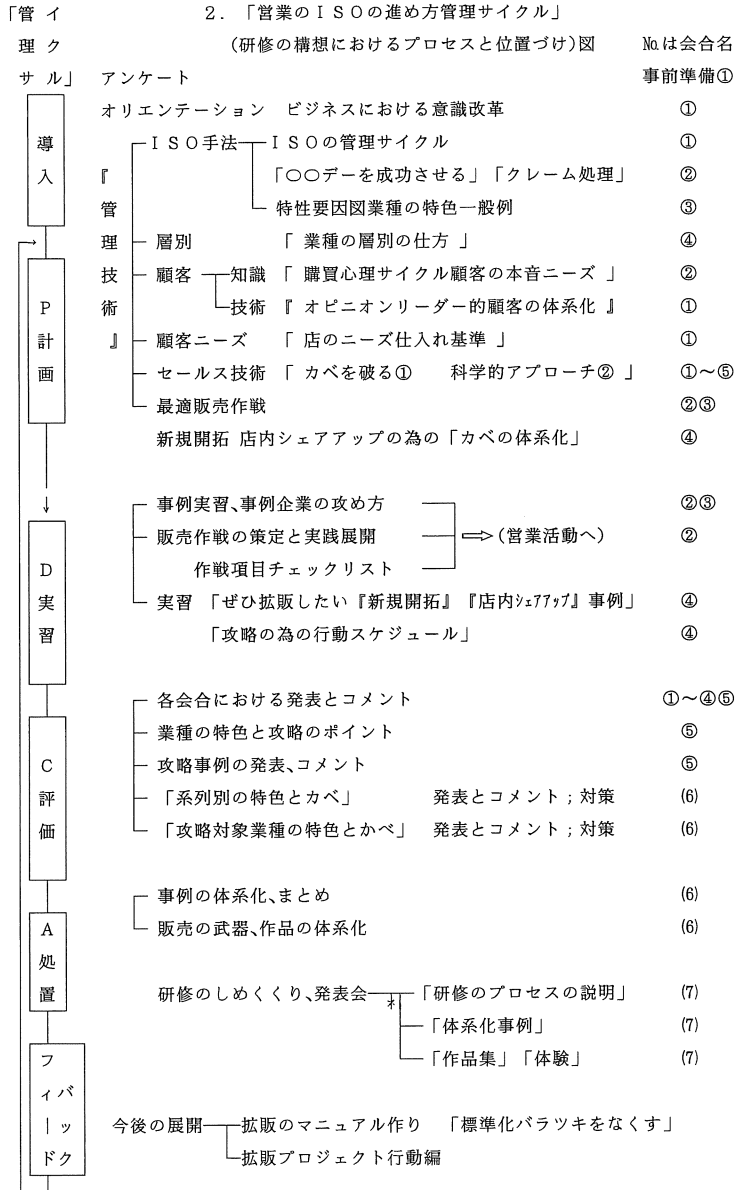 「管 イ　2．「営業のＩＳＯの進め方管理サイクル」
理 ク　(研修の構想におけるプロセスと位置づけ)図　№は会合名
サ ル」　アンケート　事前準備①
オリエンテーション　ビジネスにおける意識改革　①
導入
『管理技術』
ＩＳＯ手法　ＩＳＯの管理サイクル　①
「〇〇デーを成功させる」「クレーム処理」　②
特性要因図業種の特色一般例　③
層別　「 業種の層別の仕方 」　④
P計画
顧客　知識「 購買心理サイクル顧客の本音ニーズ 」　②
技術『 オピニオンリーダー的顧客の体系化 』　①
顧客ニーズ　「 店のニーズ仕入れ基準 」　①
セールス技術「 カベを破る①　科学的アプローチ② 」　①～⑤
最適販売作戦　②③
新規開拓 店内シェアアップの為の「カベの体系化」　④
D実習
事例実習､事例企業の攻め方　②③
販売作戦の策定と実践展開　⇒(営業活動へ)　②
作戦項目チェックリスト
実習「ぜひ拡販したい『新規開拓』『店内ｼｪｱｱｯﾌﾟ』事例」　④
「攻略の為の行動スケジュール」　④
C評価
各会合における発表とコメント　①～④⑤
業種の特色と攻略のポイント　⑤
攻略事例の発表､コメント　⑤
「系列別の特色とカベ」　発表とコメント；対策　(6)
「攻略対象業種の特色とかべ」　発表とコメント；対策　(6)
A処置
事例の体系化､まとめ　(6)
販売の武器､作品の体系化　(6)
研修のしめくくり､発表会　「研修のプロセスの説明」　(7)
「体系化事例」　(7)
「作品集」「体験」　(7)
フィードバック
今後の展開　拡販のマニュアル作り　「標準化バラツキをなくす」
拡販プロジェクト行動編